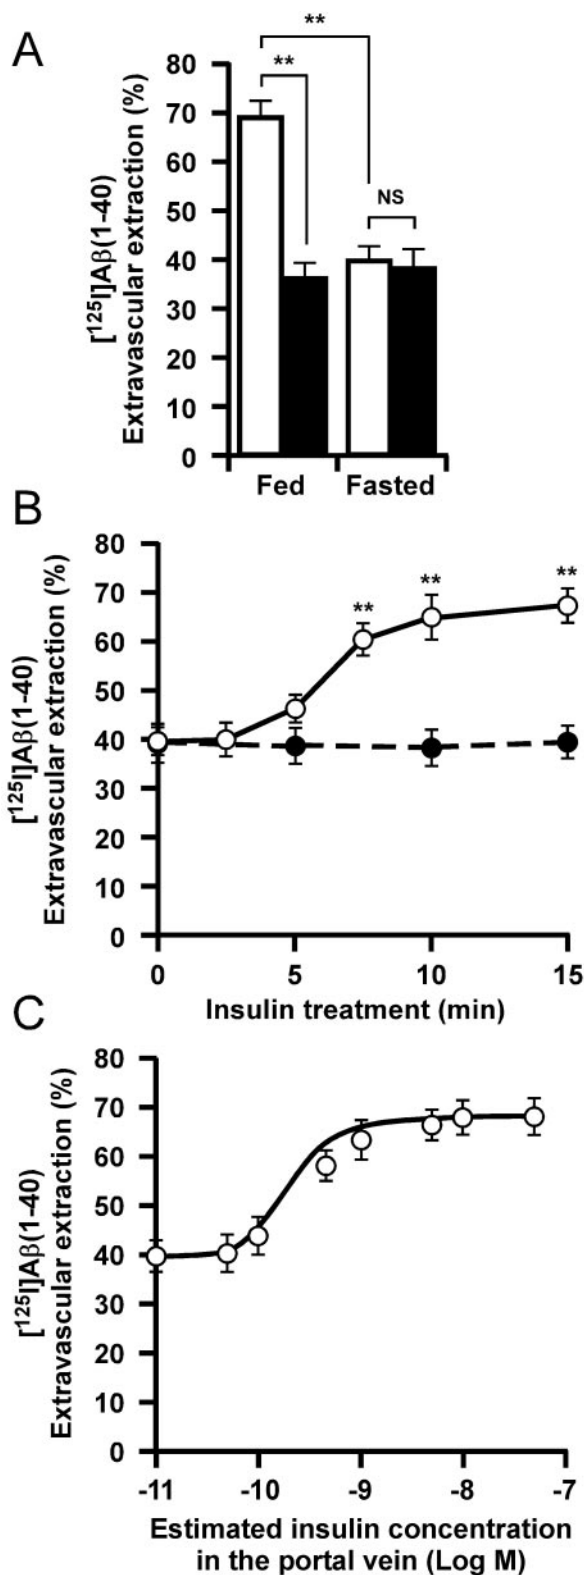 A
[125I]Aβ(1-40)
Extravascular extraction (%)
80
70
60
50
40
30
20
10
0
**
**
NS
Fed Fasted
B
[125I]Aβ(1-40)
Extravascular extraction (%)
80
70
60
50
40
30
20
10
0
**
**
**
0 5 10 15
Insulin treatment (min)
C
[125I]Aβ(1-40)
Extravascular extraction (%)
80
70
60
50
40
30
20
10
0
-11 -10 -9 -8 -7
Estimated insulin concentration
in the portal vein (Log M)